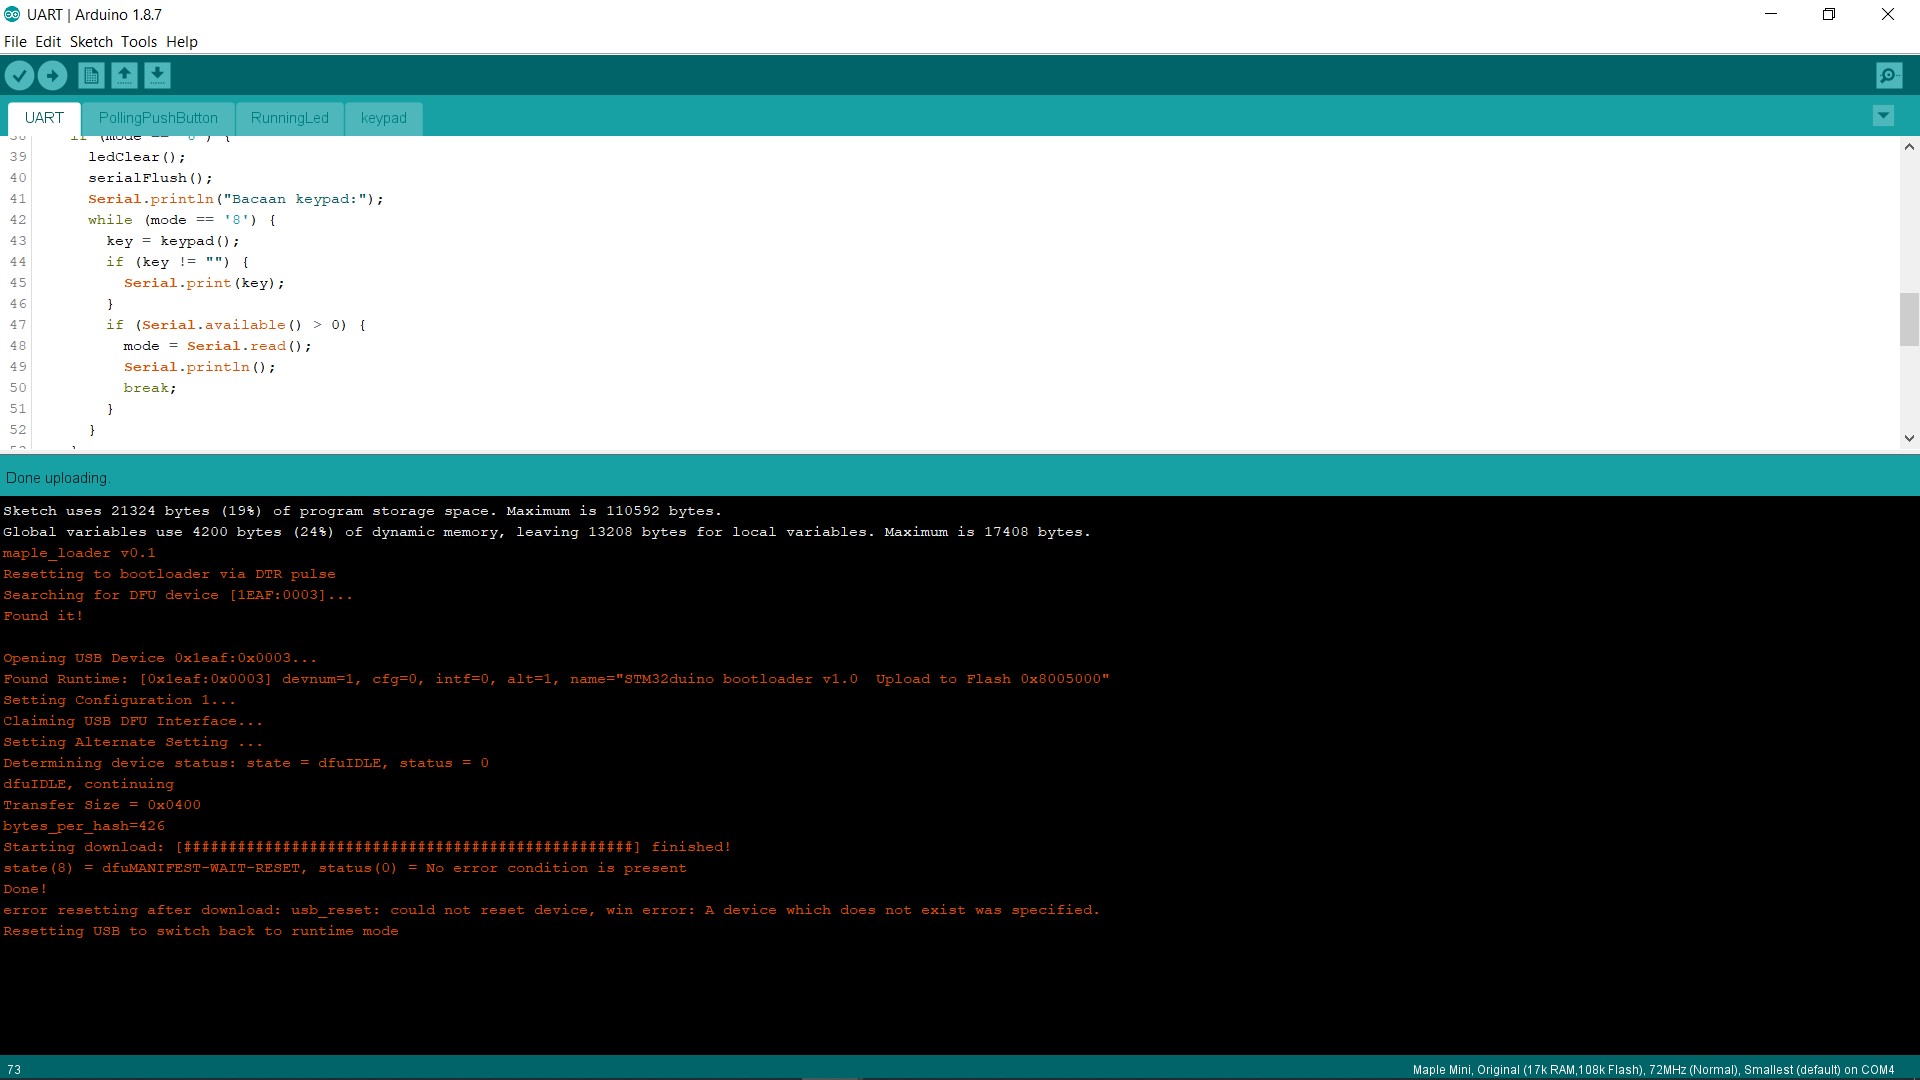 UART | Arduino 1.8.7
File Edit Sketch Tools Help
UART PollingPushButton RunningLed keypad
39 ledClear();
40 serialFlush();
41 Serial.println("Bacaan keypad:");
42 while (mode == '8') {
43 key = keypad();
44 if (key != "") {
45 Serial.print(key);
46 }
47 if (Serial.available() > 0) {
48 mode = Serial.read();
49 Serial.println();
50 break;
51 }
52 }
Done uploading.
Sketch uses 21324 bytes (19%) of program storage space. Maximum is 110592 bytes.
Global variables use 4200 bytes (24%) of dynamic memory, leaving 13208 bytes for local variables. Maximum is 17408 bytes.
maple_loader v0.1
Resetting to bootloader via DTR pulse
Searching for DFU device [1EAF:0003]...
Found it!
Opening USB Device 0x1eaf:0x0003...
Found Runtime: [0x1eaf:0x0003] devnum=1, cfg=0, intf=0, alt=1, name="STM32duino bootloader v1.0  Upload to Flash 0x8005000"
Setting Configuration 1...
Claiming USB DFU Interface...
Setting Alternate Setting ...
Determining device status: state = dfuIDLE, status = 0
dfuIDLE, continuing
Transfer Size = 0x0400
bytes_per_hash=426
Starting download: [##################################################] finished!
state(8) = dfuMANIFEST-WAIT-RESET, status(0) = No error condition is present
Done!
error resetting after download: usb_reset: could not reset device, win error: A device which does not exist was specified.
Resetting USB to switch back to runtime mode
73 Maple Mini, Original (17k RAM,108k Flash), 72MHz (Normal), Smallest (default) on COM4